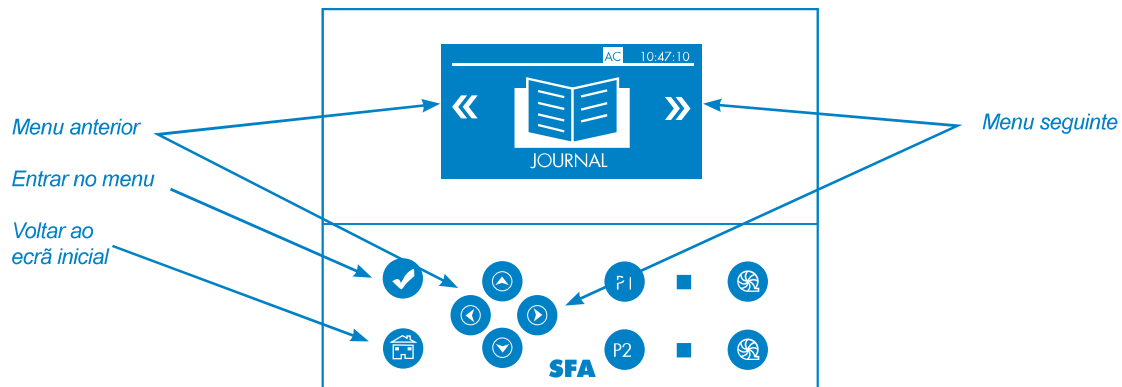 AC 10:47:10
Menu anterior
Menu seguinte
JOURNAL
Entrar no menu
Voltar ao
ecrã inicial
P1
P2
SFA